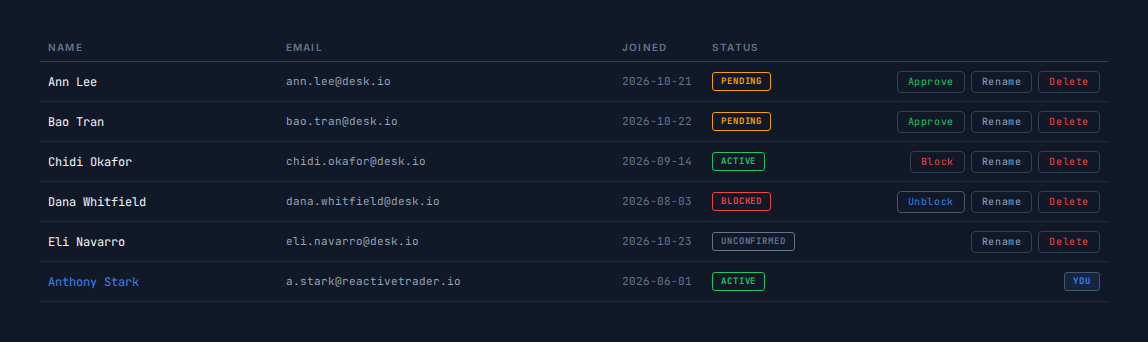 NAME EMAIL JOINED STATUS
Ann Lee ann.lee@desk.io 2026-10-21 PENDING Approve Rename Delete
Bao Tran bao.tran@desk.io 2026-10-22 PENDING Approve Rename Delete
Chidi Okafor chidi.okafor@desk.io 2026-09-14 ACTIVE Block Rename Delete
Dana Whitfield dana.whitfield@desk.io 2026-08-03 BLOCKED Unblock Rename Delete
Eli Navarro eli.navarro@desk.io 2026-10-23 UNCONFIRMED Rename Delete
Anthony Stark a.stark@reactivetrader.io 2026-06-01 ACTIVE YOU